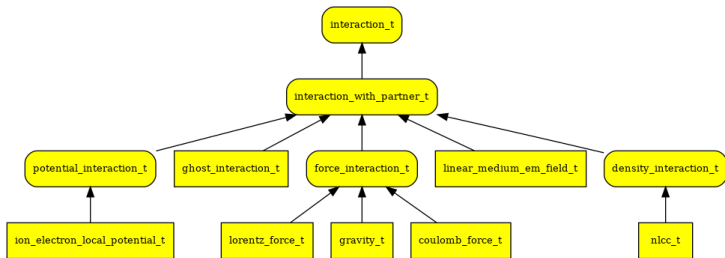 interaction_t
interaction_with_partner_t
potential_interaction_t
ghost_interaction_t
force_interaction_t
linear_medium_em_field_t
density_interaction_t
ion_electron_local_potential_t
lorentz_force_t
gravity_t
coulomb_force_t
nlcc_t